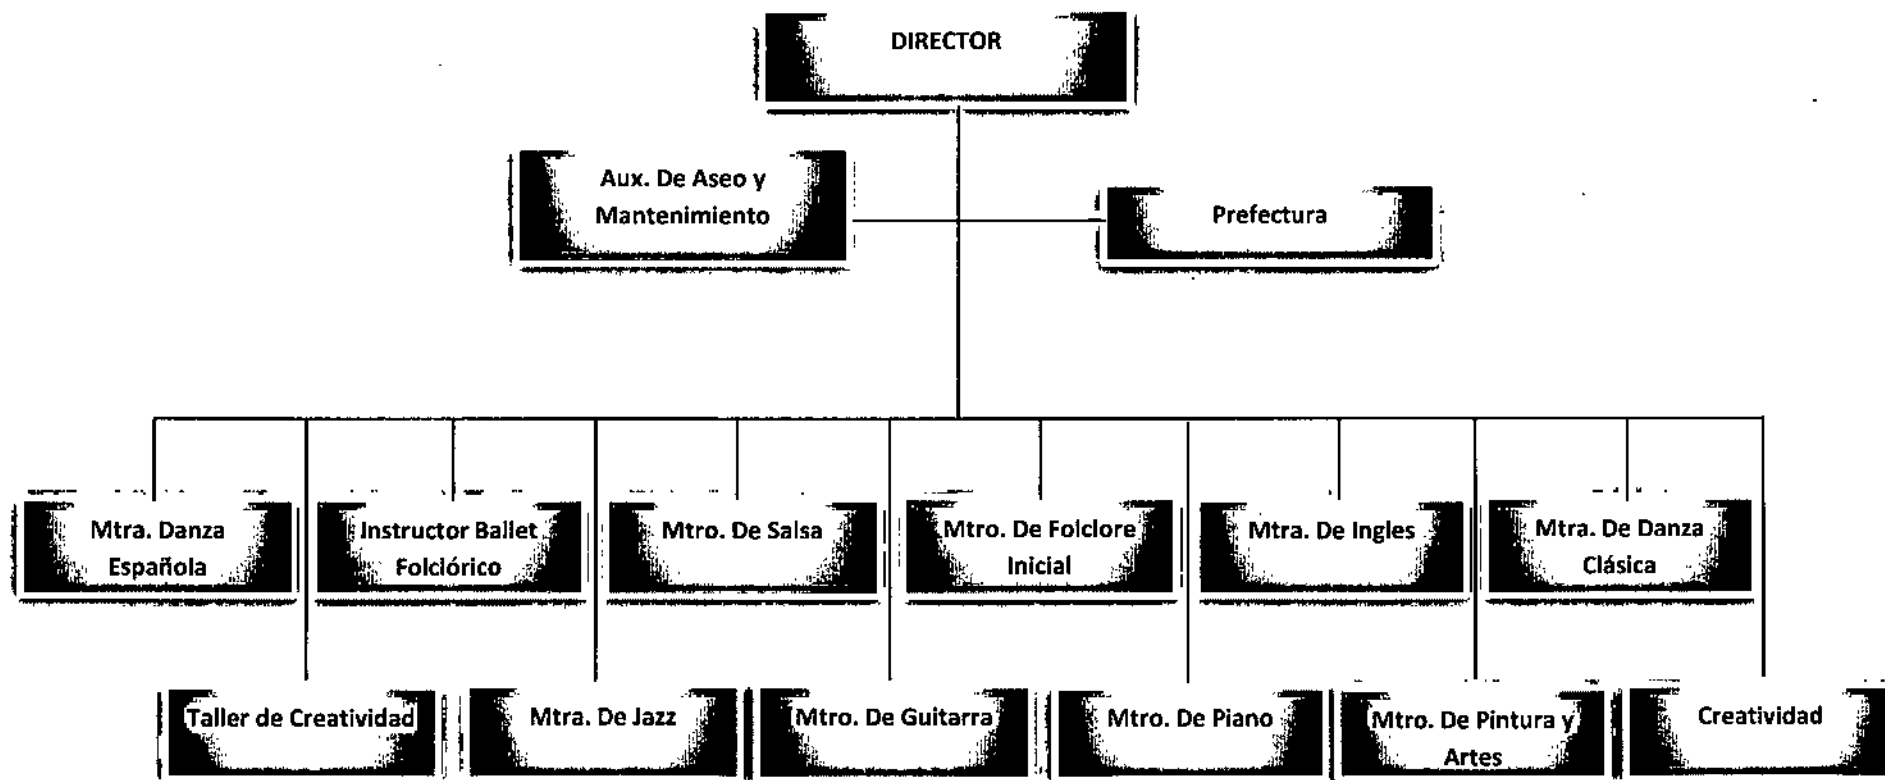 DIRECTOR
Aux. De Aseo y
Mantenimiento
Prefectura
Mtra. Danza
Española
Instructor Ballet
Folclórico
Mtro. De Salsa
Mtro. De Folclore
Inicial
Mtra. De Ingles
Mtra. De Danza
Clásica
Taller de Creatividad
Mtra. De Jazz
Mtro. De Guitarra
Mtro. De Piano
Mtro. De Pintura y
Artes
Creatividad